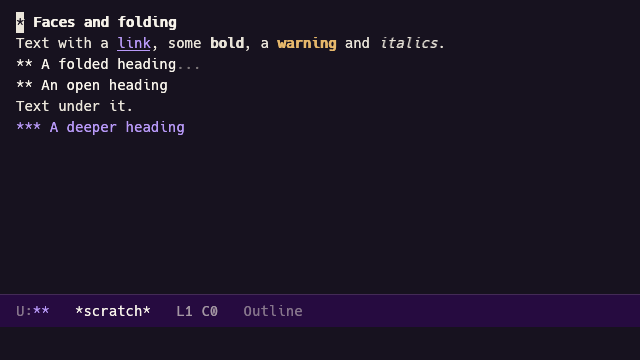 * Faces and folding
Text with a link, some bold, a warning and italics.
** A folded heading...
** An open heading
Text under it.
*** A deeper heading
U:**   *scratch*   L1 C0   Outline